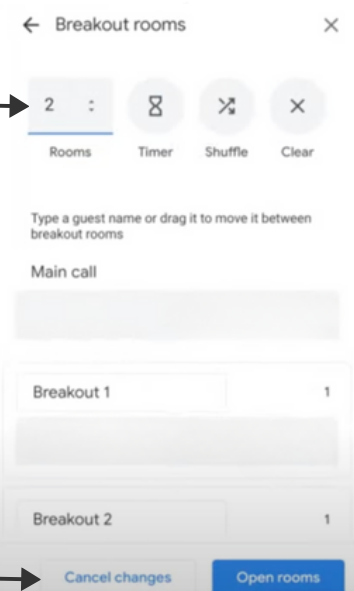 Breakout rooms
2
Rooms Timer Shuffle Clear
Type a guest name or drag it to move it between
breakout rooms
Main call
Breakout 1 1
Breakout 2 1
Cancel changes Open rooms